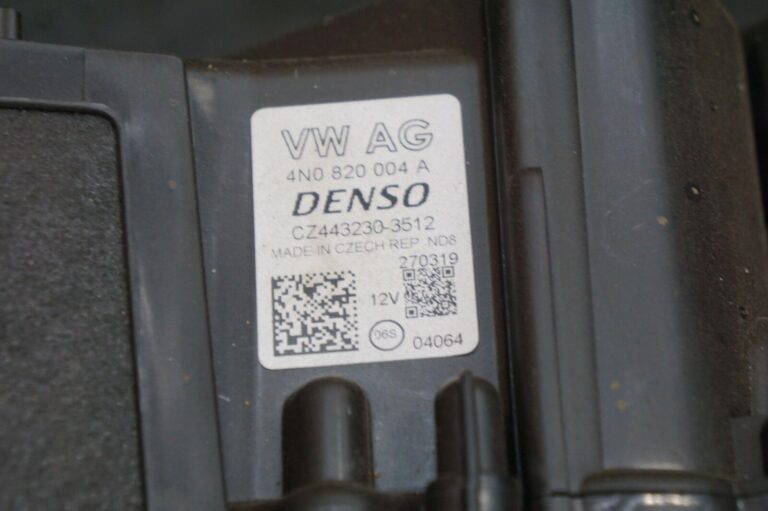 VW AG
4N0 820 004 A
DENSO
CZ443230-3512
MADE IN CZECH REP ND8
270319
12V
06S
04064